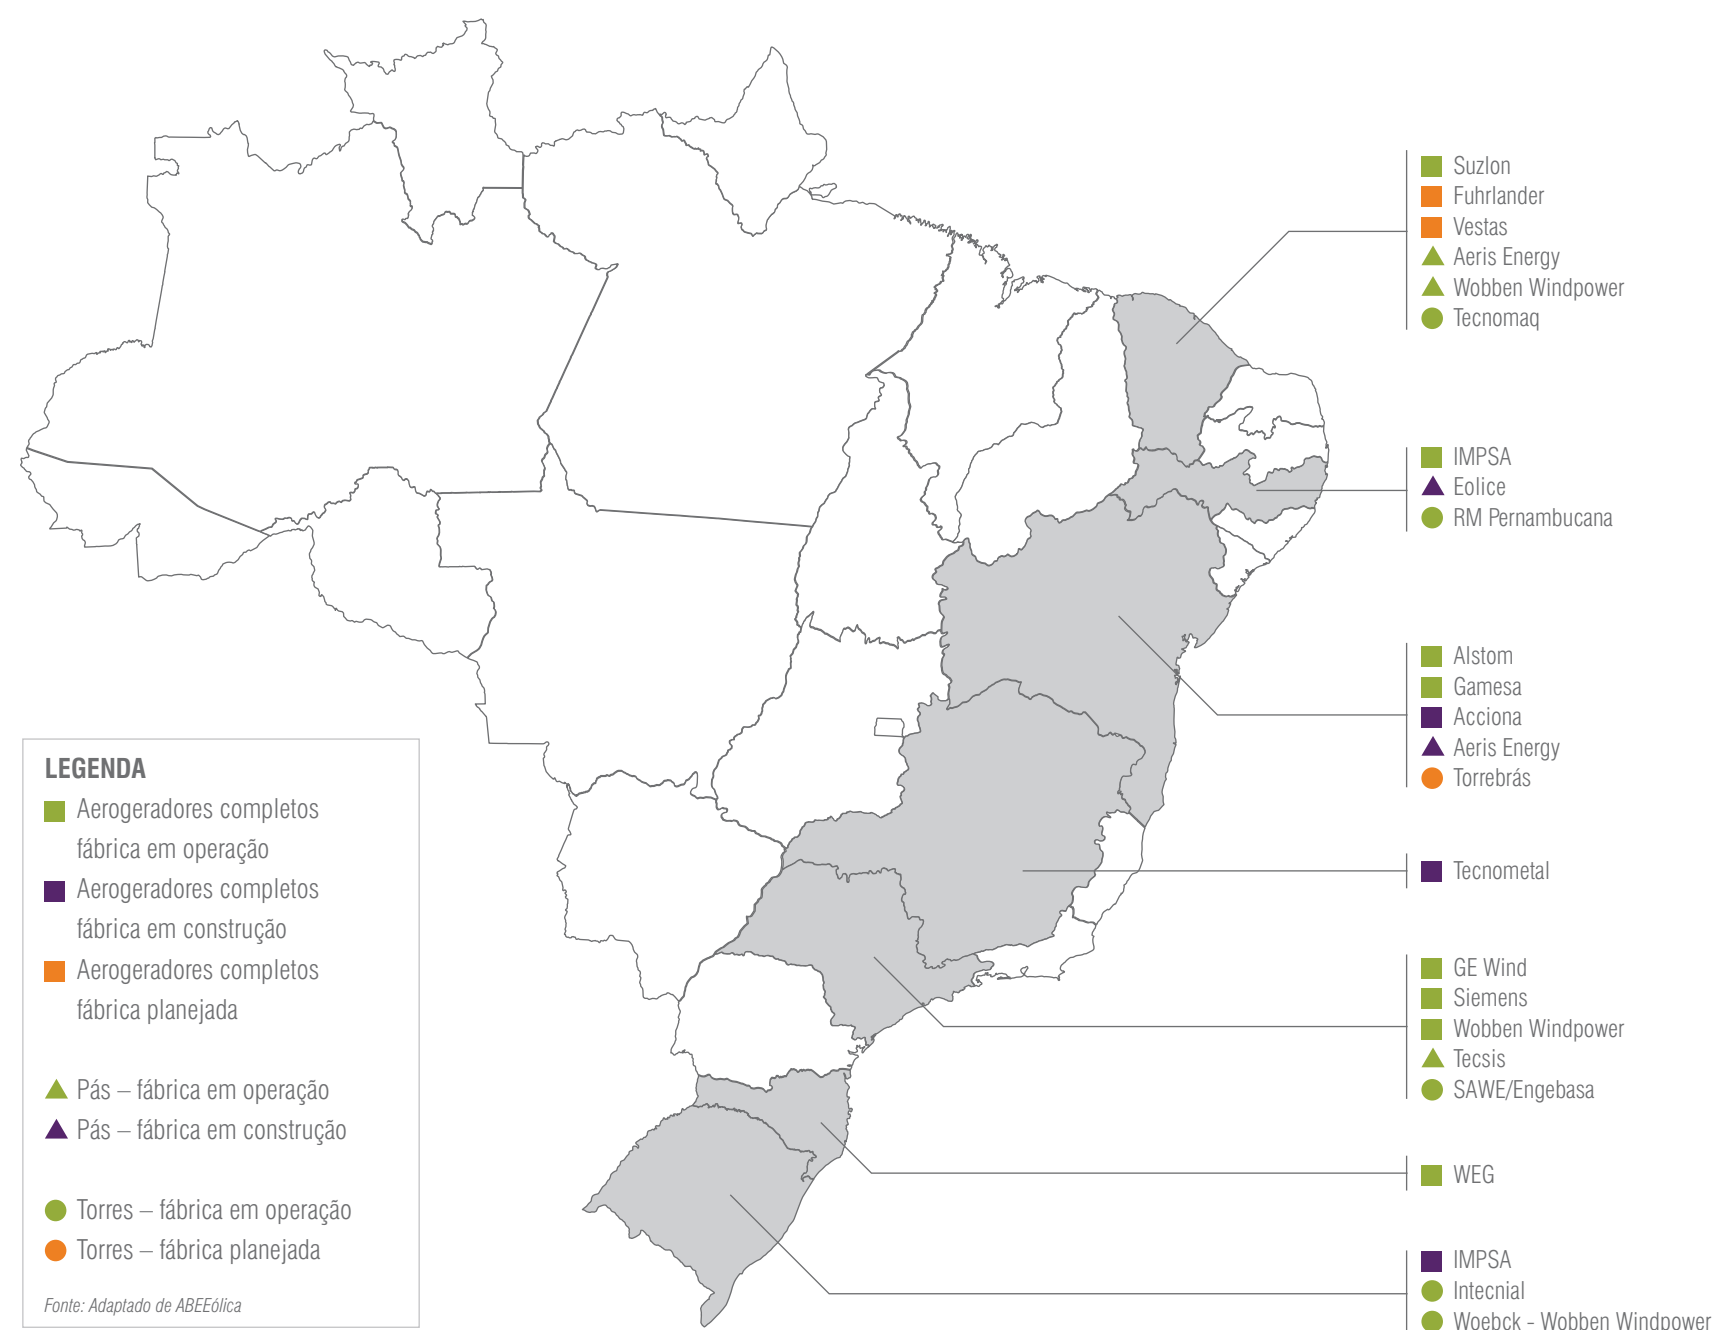 Suzlon
Fuhrlander
Vestas
Aeris Energy
Wobben Windpower
Tecnomaq
IMPSA
Eolice
RM Pernambucana
Alstom
Gamesa
Acciona
Aeris Energy
Torrebrás
Tecnometal
GE Wind
Siemens
Wobben Windpower
Tecsis
SAWE/Engebasa
WEG
IMPSA
Intecnial
Woebck - Wobben Windpower
LEGENDA
Aerogeradores completos
fábrica em operação
Aerogeradores completos
fábrica em construção
Aerogeradores completos
fábrica planejada
Pás – fábrica em operação
Pás – fábrica em construção
Torres – fábrica em operação
Torres – fábrica planejada
Fonte: Adaptado de ABEEólica